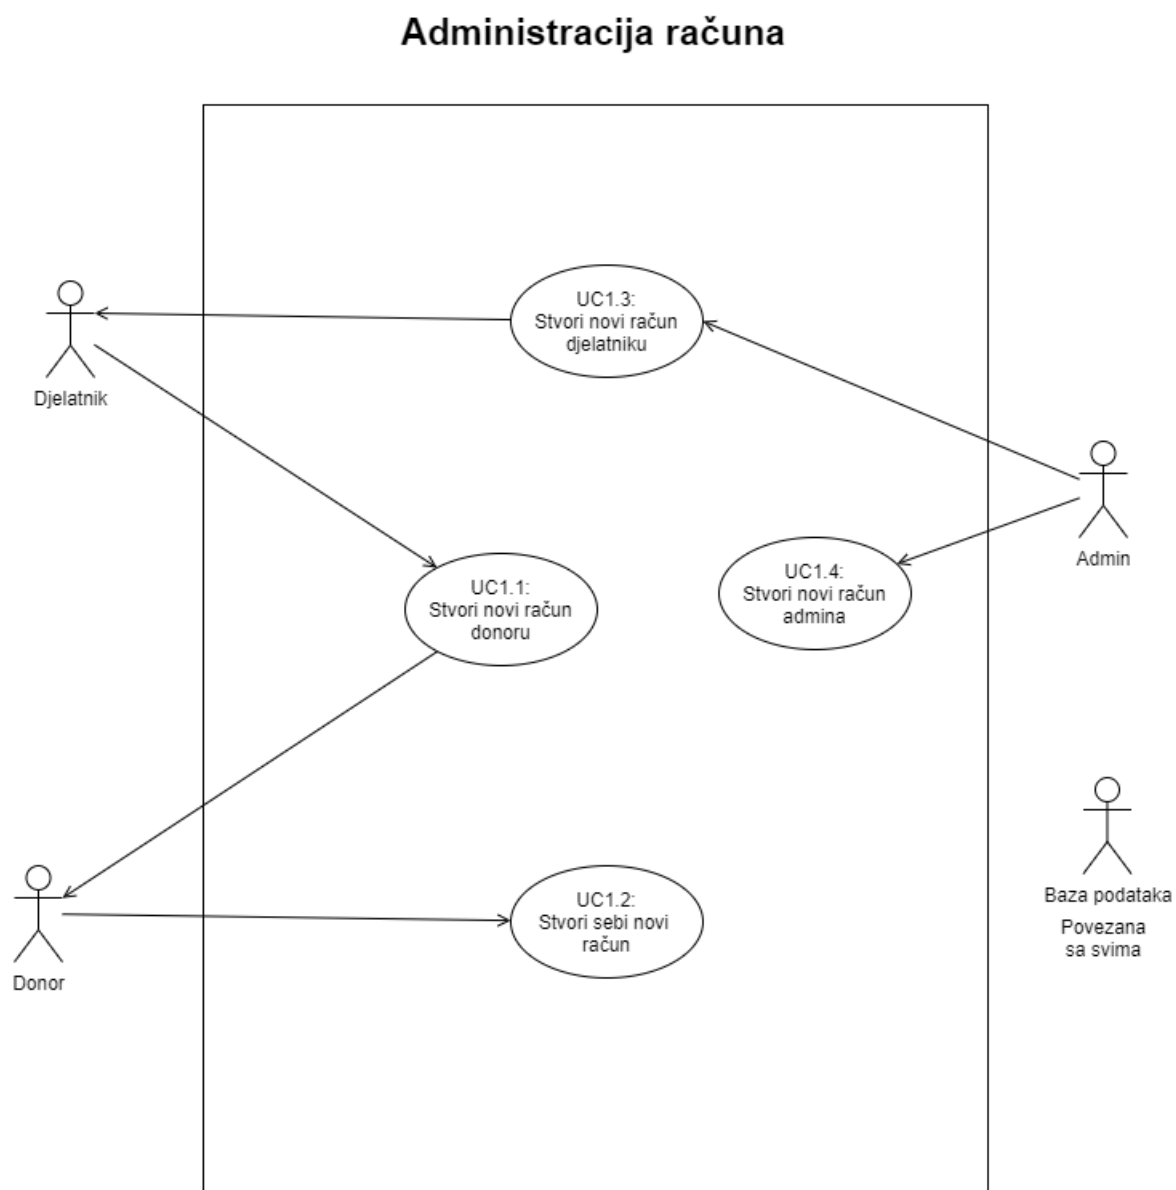 Administracija računa
UC1.3:
Stvori novi račun
djelatniku
Djelatnik
Admin
UC1.1:
Stvori novi račun
donoru
UC1.4:
Stvori novi račun
admina
Baza podataka
Povezana
sa svima
UC1.2:
Stvori sebi novi
račun
Donor